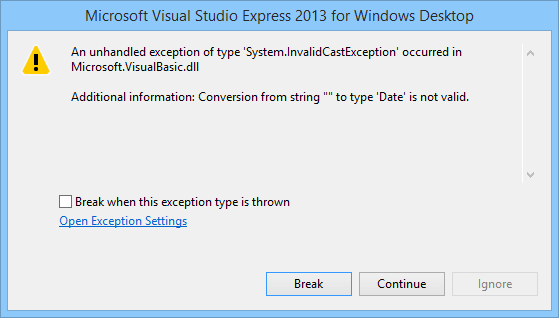 Microsoft Visual Studio Express 2013 for Windows Desktop
An unhandled exception of type 'System.InvalidCastException' occurred in
Microsoft.VisualBasic.dll
Additional information: Conversion from string "" to type 'Date' is not valid.
Break when this exception type is thrown
Open Exception Settings
Break Continue Ignore